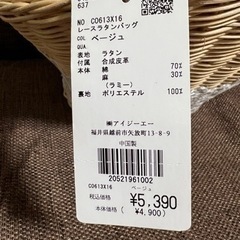 637
NO CO613X16
レースラタンバッグ
COL ベージュ
QUA.
表地 ラタン
付属 合成皮革
本体 綿 70%
麻 30%
(ラミー)
裏地 ポリエステル 100%
㈱アイジーエー
福井県越前市矢放町13-8-9
中国製
20521961002
CO613X16 ベージュ
税込価格 ¥5,390
本体価格 (¥4,900)